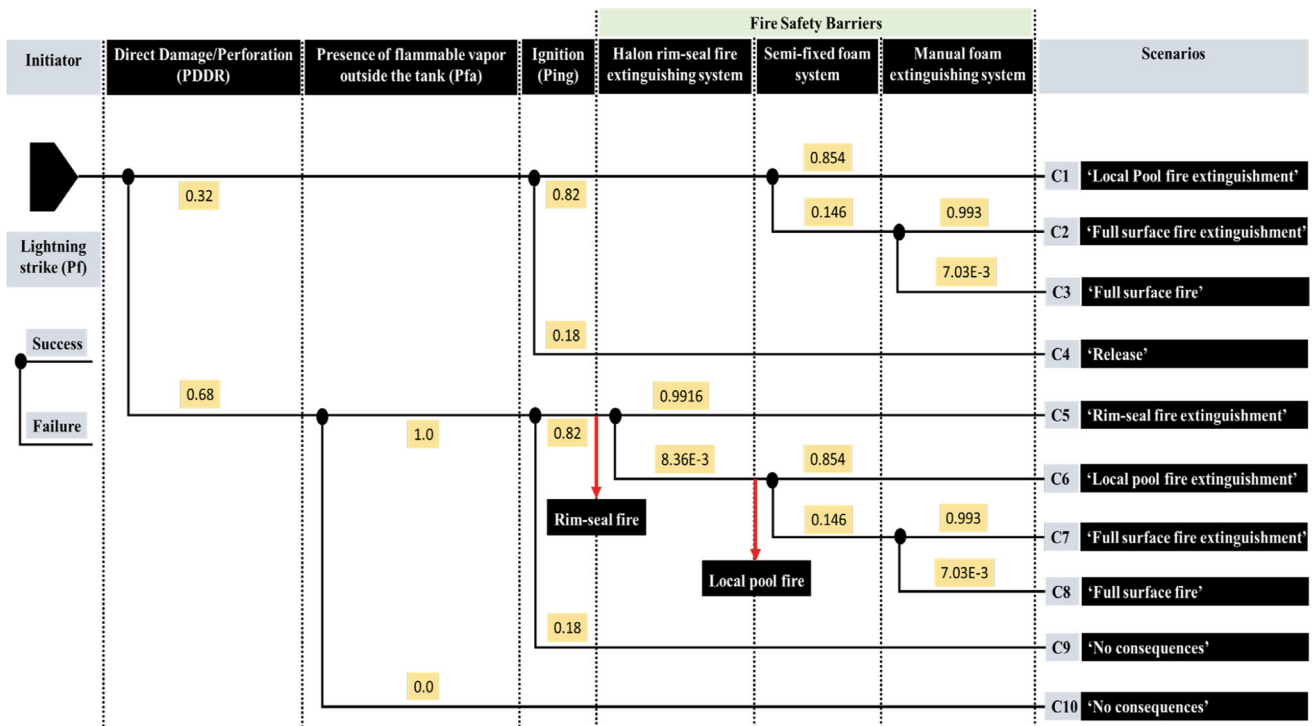 Fire Safety Barriers
Initiator
Direct Damage/Perforation
(PDDR)
Presence of flammable vapor
outside the tank (Pfa)
Ignition
(Ping)
Halon rim-seal fire
extinguishing system
Semi-fixed foam
system
Manual foam
extinguishing system
Scenarios
0.854
0.32
0.82
C1 ‘Local Pool fire extinguishment’
0.146
0.993
C2 ‘Full surface fire extinguishment’
Lightning
strike (Pf)
7.03E-3
C3 ‘Full surface fire’
0.18
Success
C4 ‘Release’
0.68
0.9916
Failure
1.0
0.82
C5 ‘Rim-seal fire extinguishment’
8.36E-3
0.854
C6 ‘Local pool fire extinguishment’
Rim-seal fire
0.146
0.993
C7 ‘Full surface fire extinguishment’
Local pool fire
7.03E-3
C8 ‘Full surface fire’
0.18
C9 ‘No consequences’
0.0
C10 ‘No consequences’